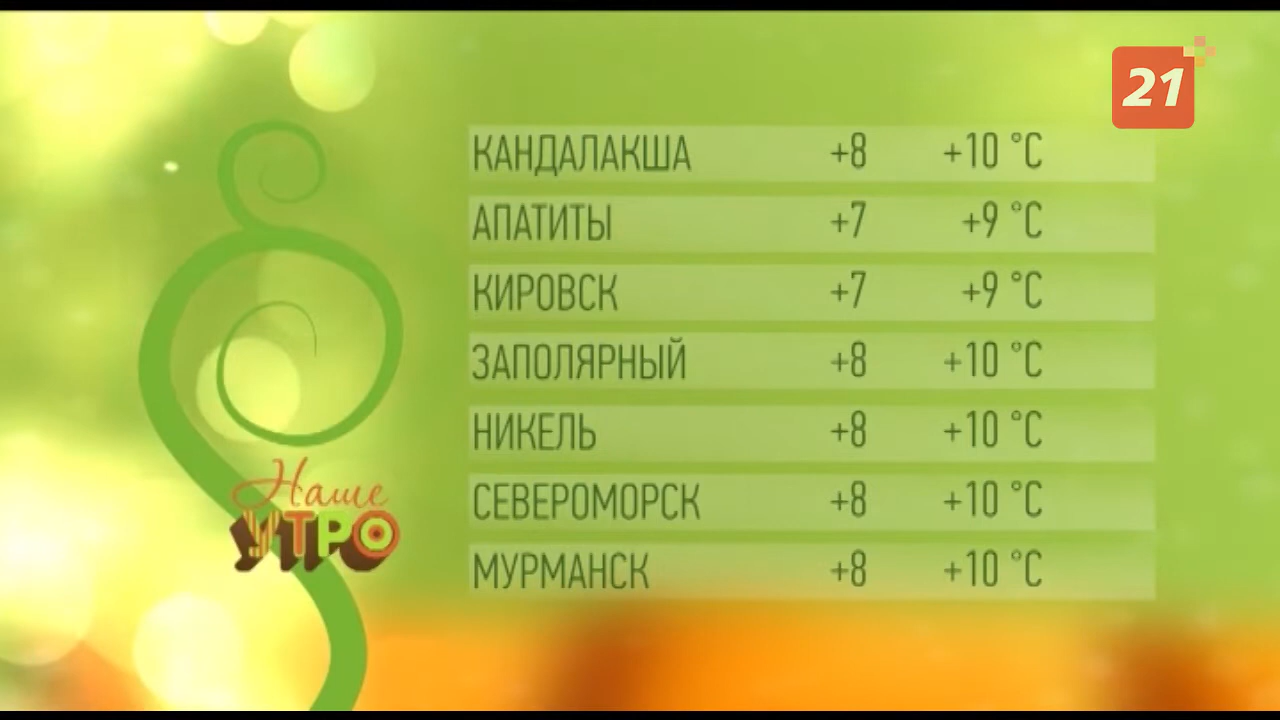 21
КАНДАЛАКША +8 +10 °C
АПАТИТЫ +7 +9 °C
КИРОВСК +7 +9 °C
ЗАПОЛЯРНЫЙ +8 +10 °C
НИКЕЛЬ +8 +10 °C
СЕВЕРОМОРСК +8 +10 °C
МУРМАНСК +8 +10 °C
Наше
УТРО